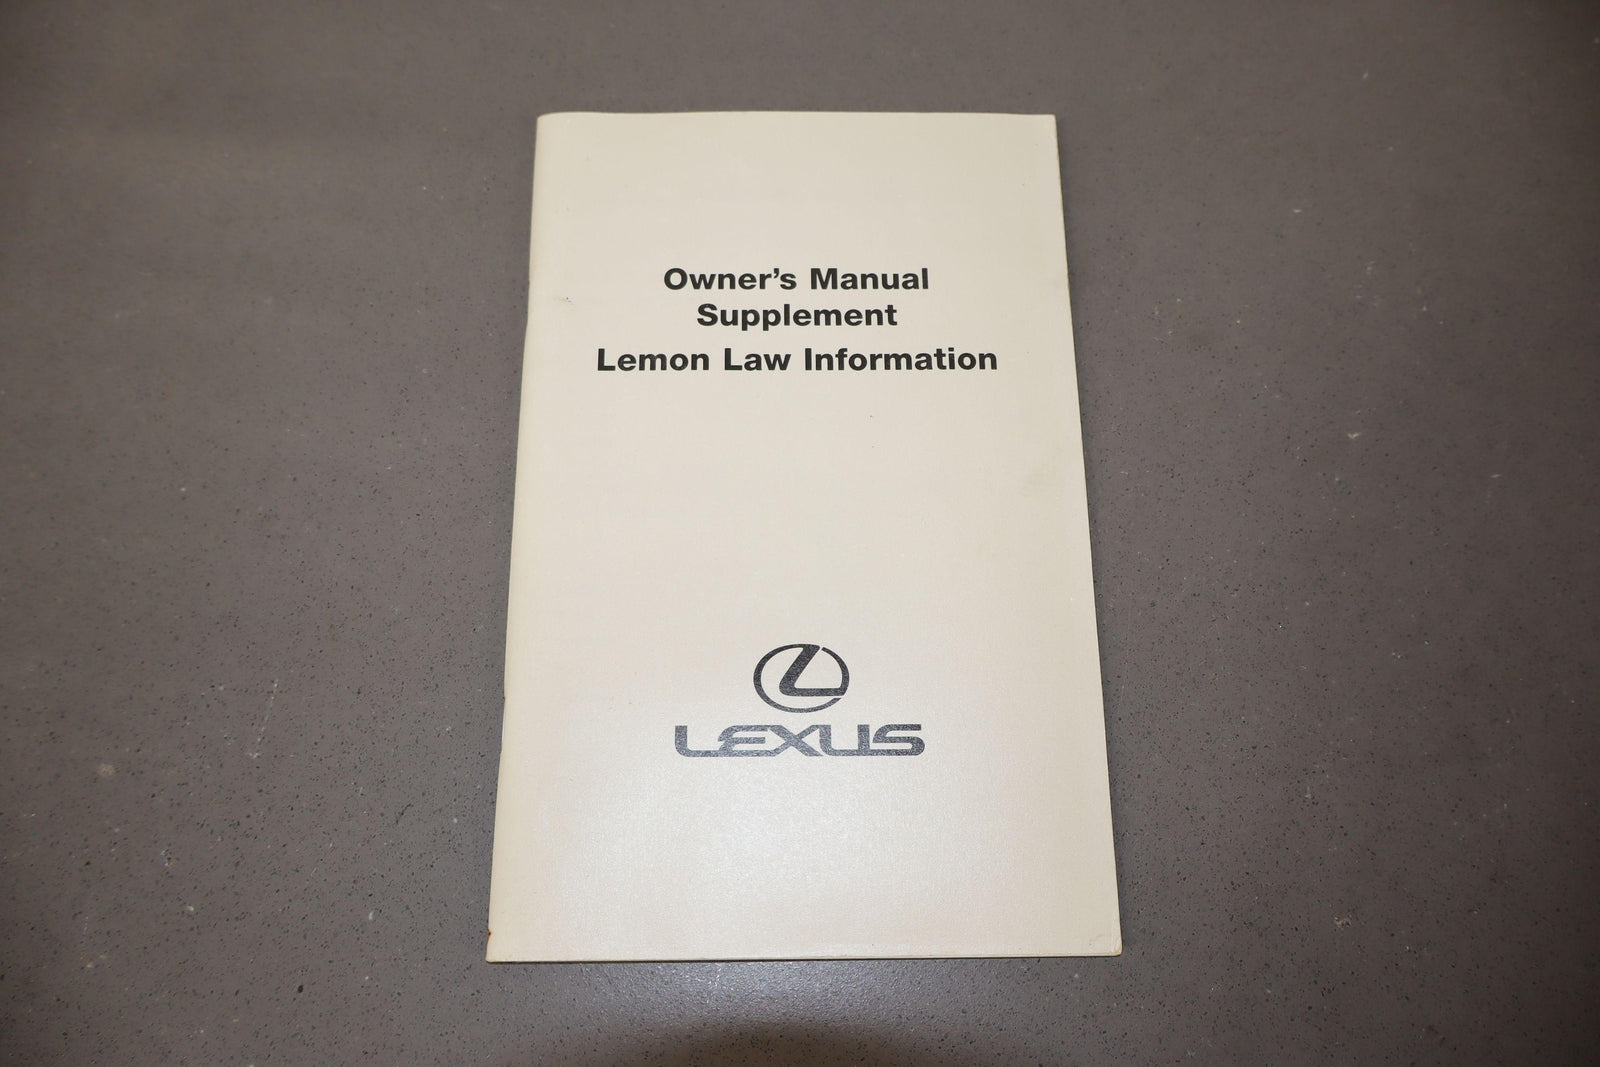 Owner's Manual
Supplement
Lemon Law Information
LEXUS